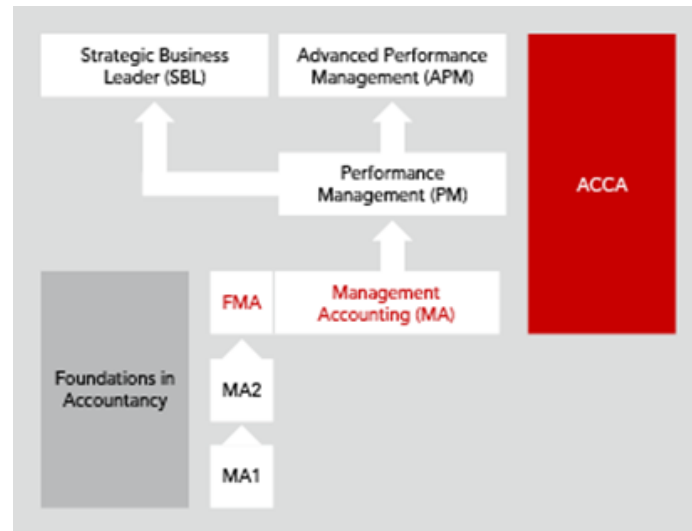 Strategic Business
Leader (SBL)
Advanced Performance
Management (APM)
Performance
Management (PM)
ACCA
FMA
Management
Accounting (MA)
Foundations in
Accountancy
MA2
MA1